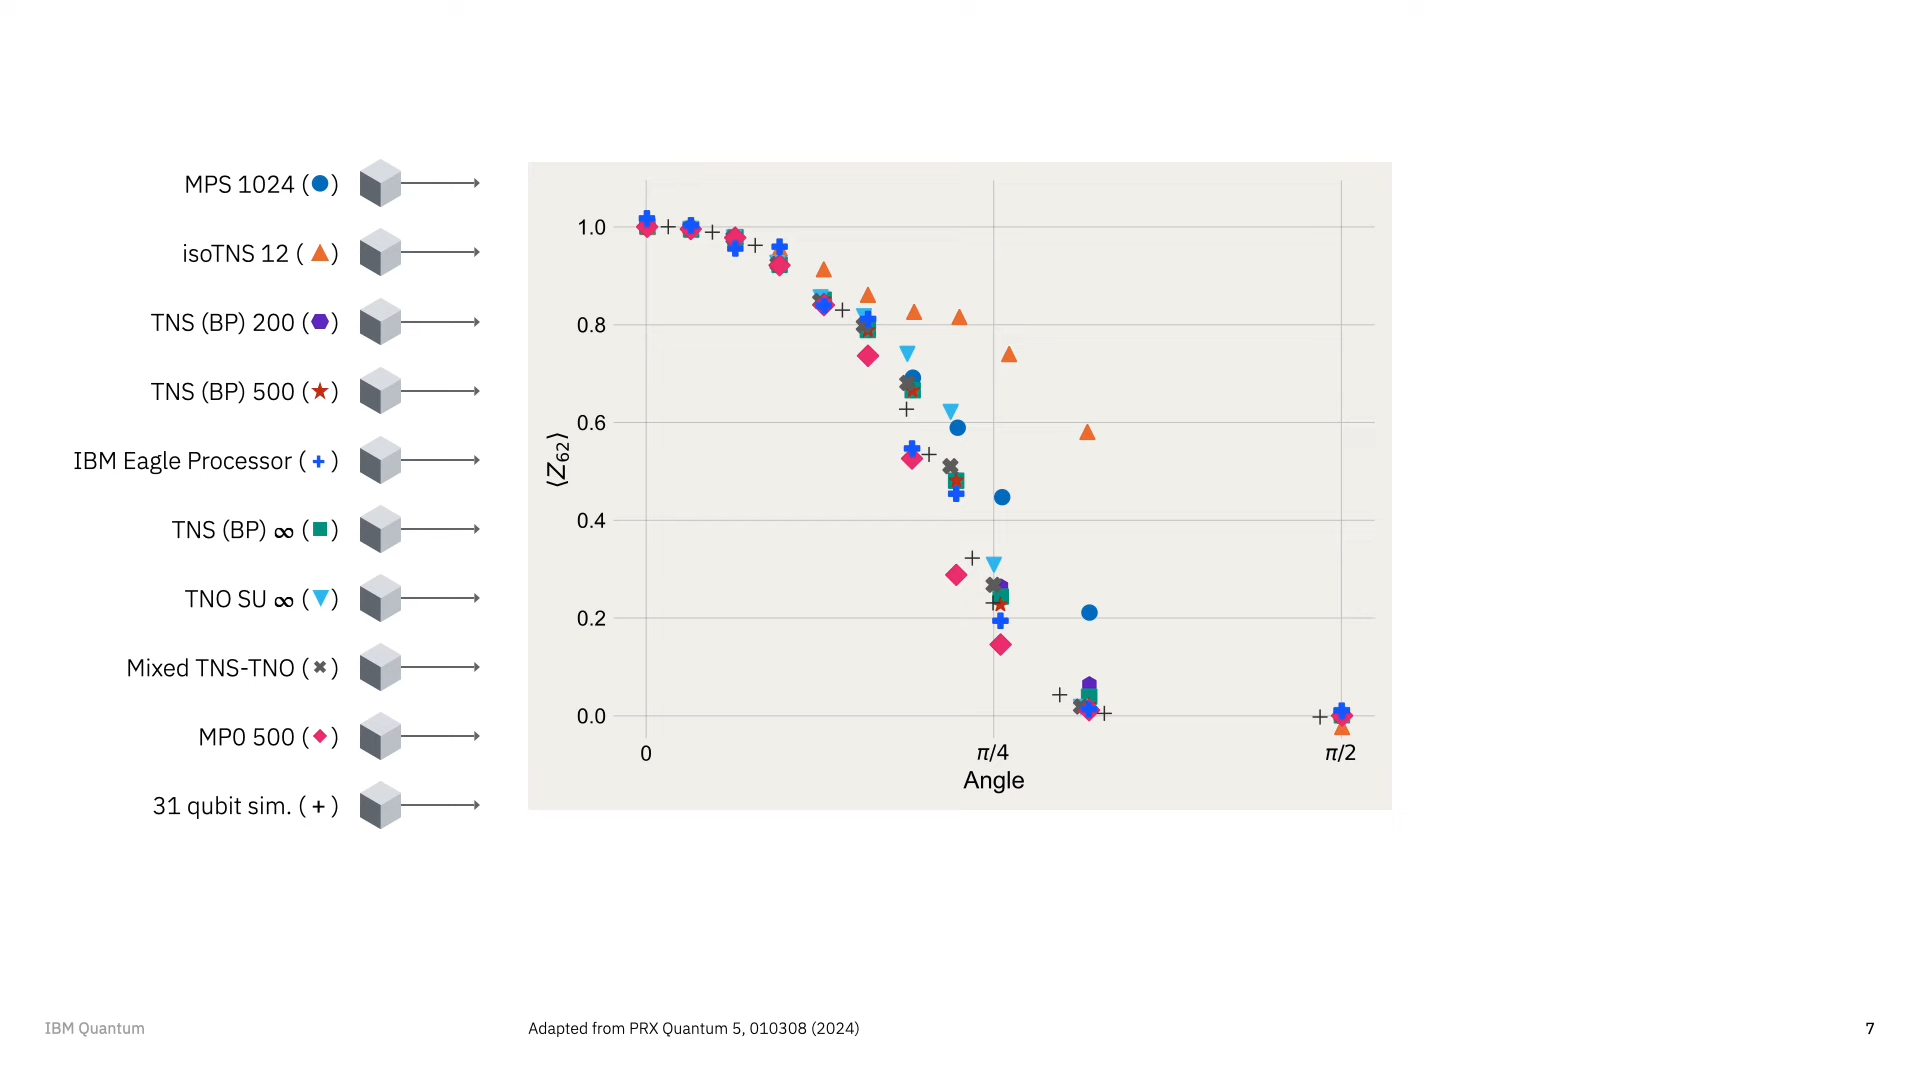 MPS 1024 (●)
isoTNS 12 (▲)
TNS (BP) 200 (⬢)
TNS (BP) 500 (★)
IBM Eagle Processor (✚)
TNS (BP) ∞ (■)
TNO SU ∞ (▼)
Mixed TNS-TNO (✖)
MP0 500 (◆)
31 qubit sim. (+)
⟨Z62⟩
1.0
0.8
0.6
0.4
0.2
0.0
0 π/4 π/2
Angle
IBM Quantum
Adapted from PRX Quantum 5, 010308 (2024)
7